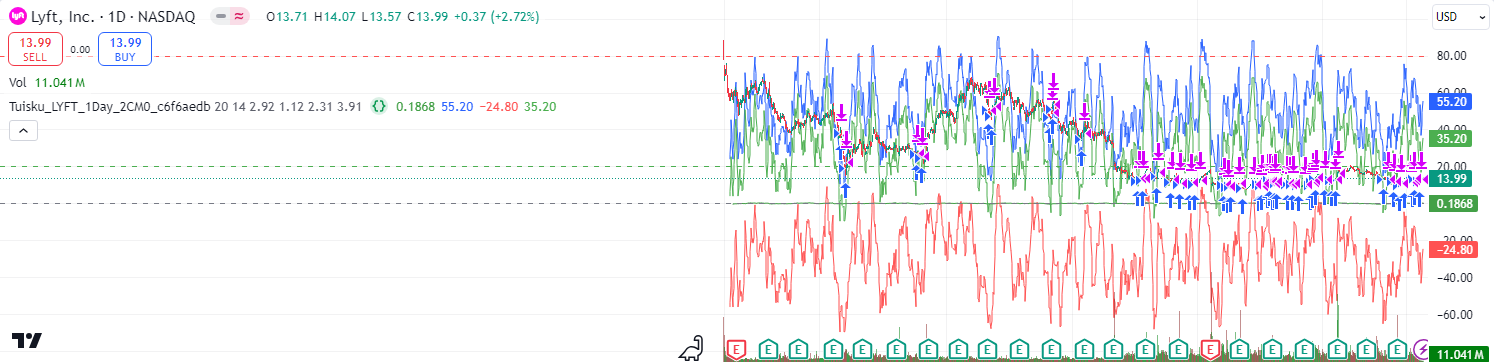 Lyft, Inc. · 1D · NASDAQ O13.71 H14.07 L13.57 C13.99 +0.37 (+2.72%)
USD
13.99 SELL
0.00
13.99 BUY
Vol 11.041 M
Tuisku_LYFT_1Day_2CM0_c6f6aedb 20 14 2.92 1.12 2.31 3.91 {} 0.1868 55.20 −24.80 35.20
80.00
60.00
55.20
40.00
35.20
20.00
13.99
0.1868
−20.00
−24.80
−40.00
−60.00
E E E E E E E E E E E E E E E E E E E E E E
11.041 M